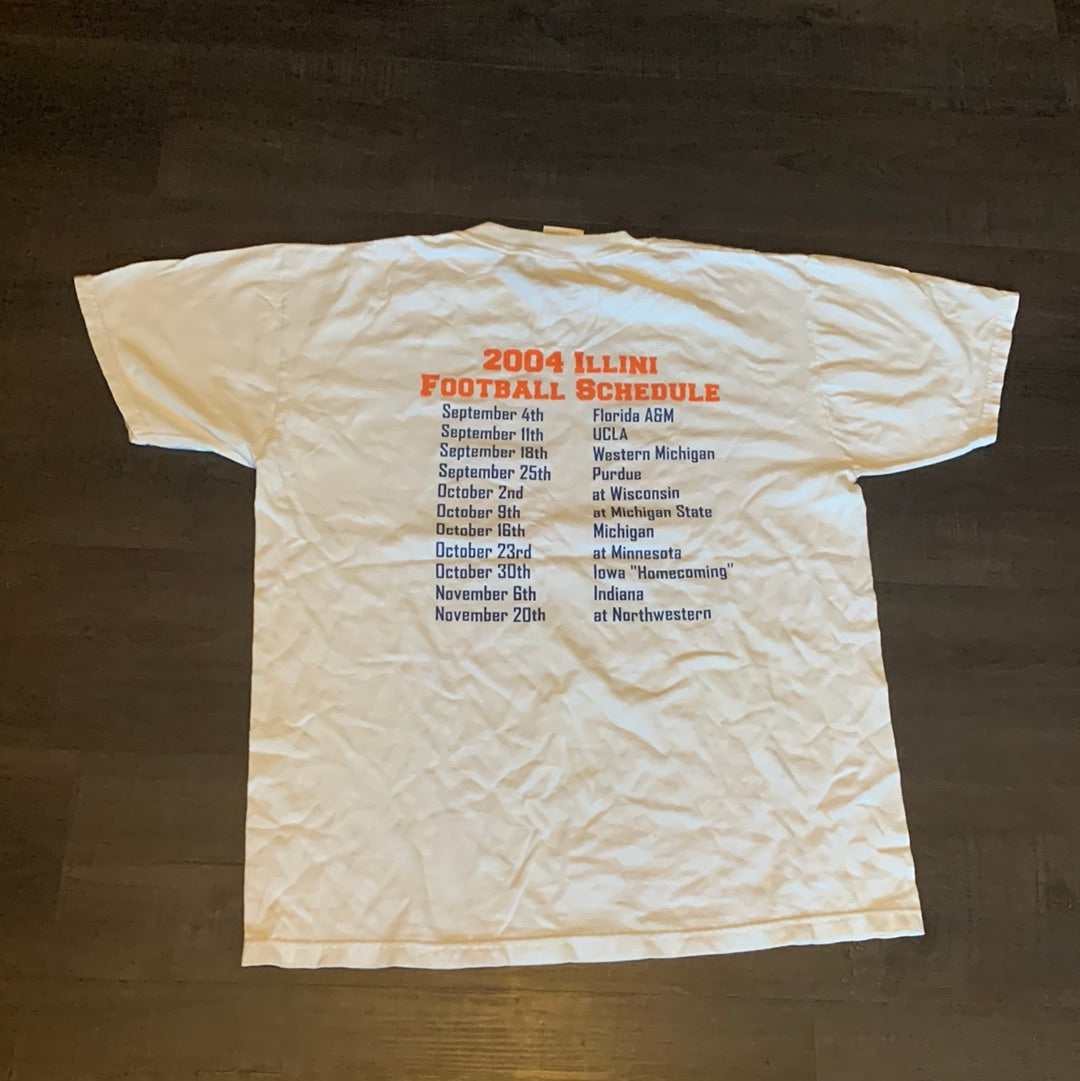 2004 Illini
Football Schedule
September 4th Florida A&M
September 11th UCLA
September 18th Western Michigan
September 25th Purdue
October 2nd at Wisconsin
October 9th at Michigan State
October 16th Michigan
October 23rd at Minnesota
October 30th Iowa "Homecoming"
November 6th Indiana
November 20th at Northwestern